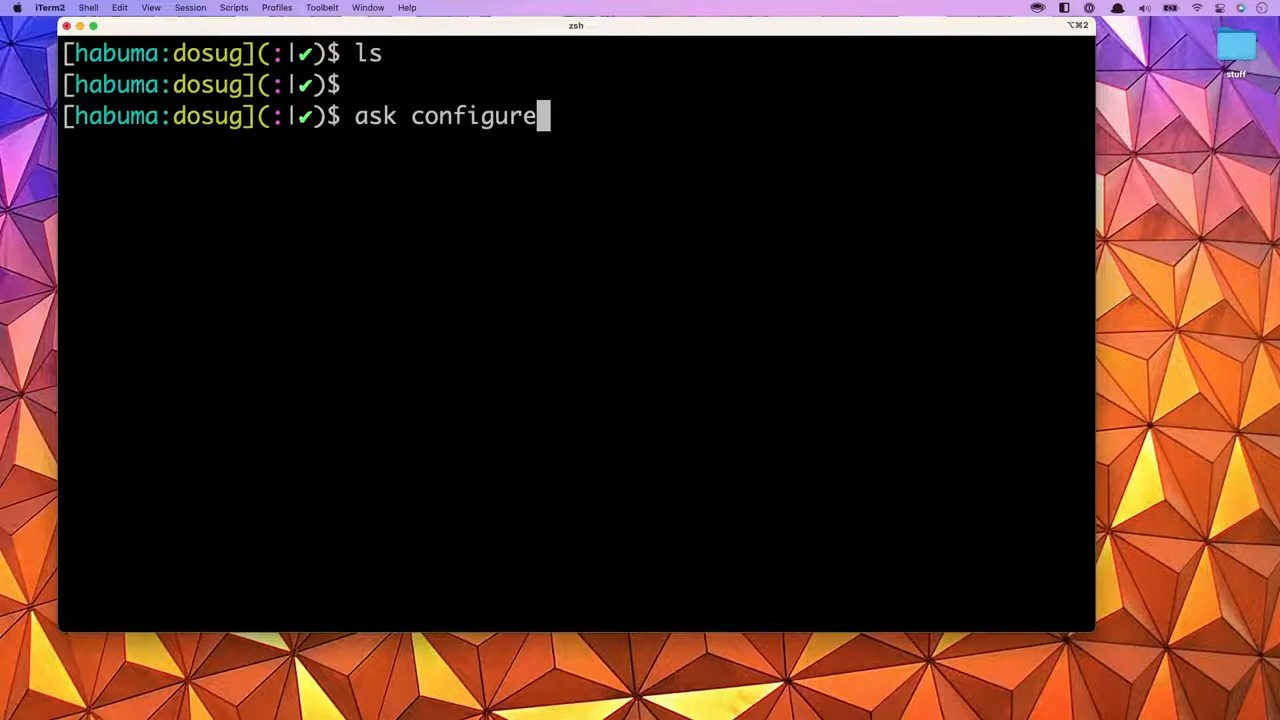 iTerm2 Shell Edit View Session Scripts Profiles Toolbelt Window Help
zsh
⌥⌘2
[habuma:dosug](:|✔)$ ls
[habuma:dosug](:|✔)$
[habuma:dosug](:|✔)$ ask configure
stuff